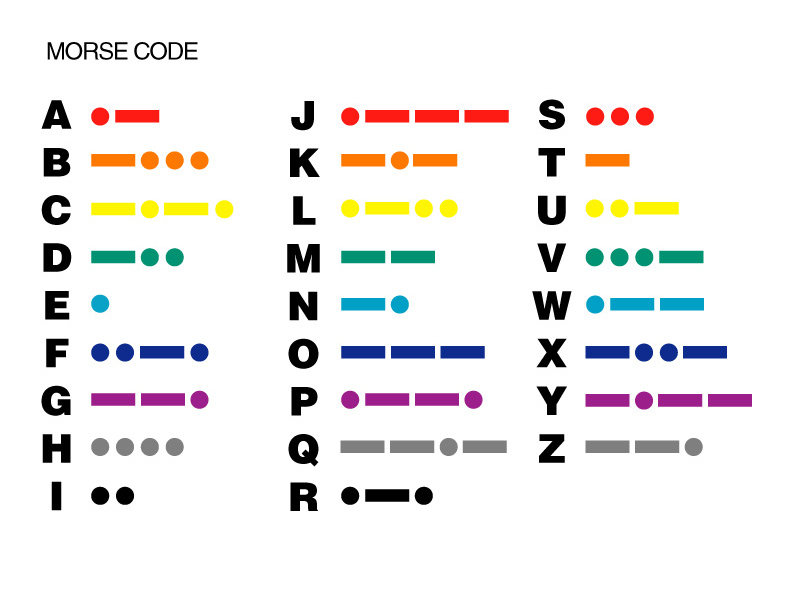 MORSE CODE
A ●▬
B ▬●●●
C ▬●▬●
D ▬●●
E ●
F ●●▬●
G ▬▬●
H ●●●●
I ●●
J ●▬▬▬
K ▬●▬
L ●▬●●
M ▬▬
N ▬●
O ▬▬▬
P ●▬▬●
Q ▬▬●▬
R ●▬●
S ●●●
T ▬
U ●●▬
V ●●●▬
W ●▬▬
X ▬●●▬
Y ▬●▬▬
Z ▬▬●